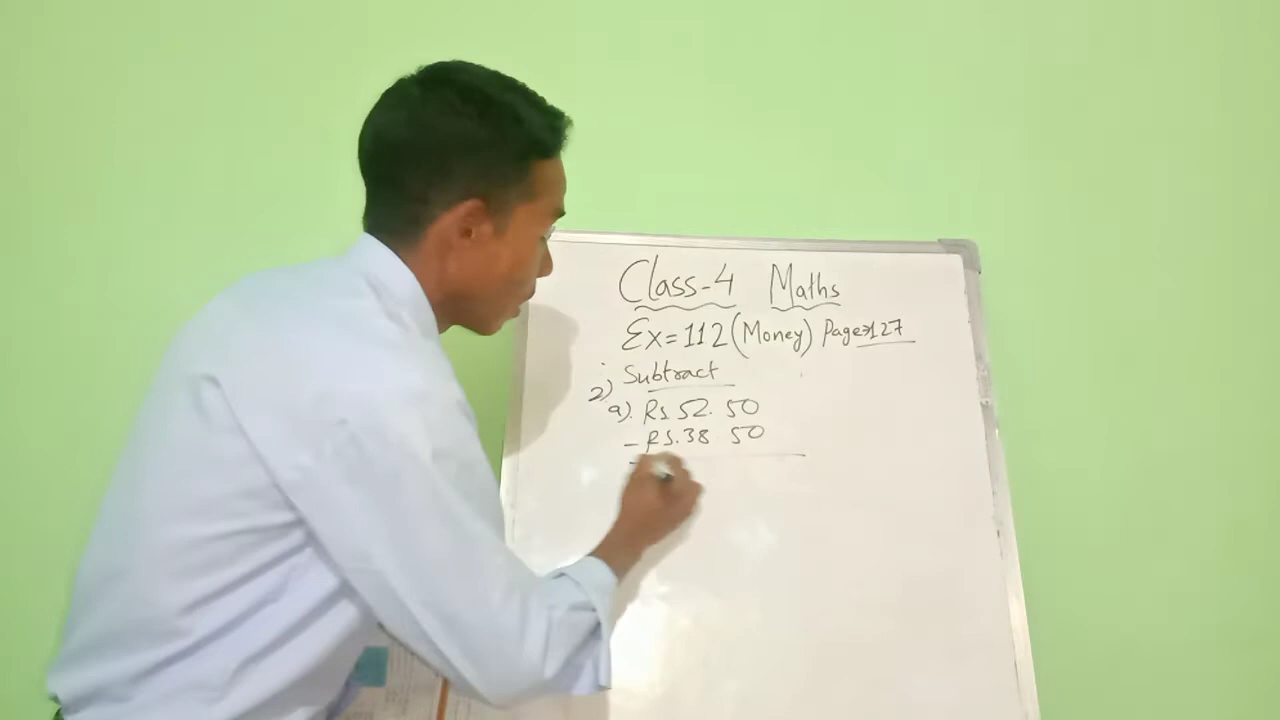 Class-4 Maths
Ex=112 (Money) Page=127
2) Subtract
a). Rs. 52. 50
- Rs. 38 50